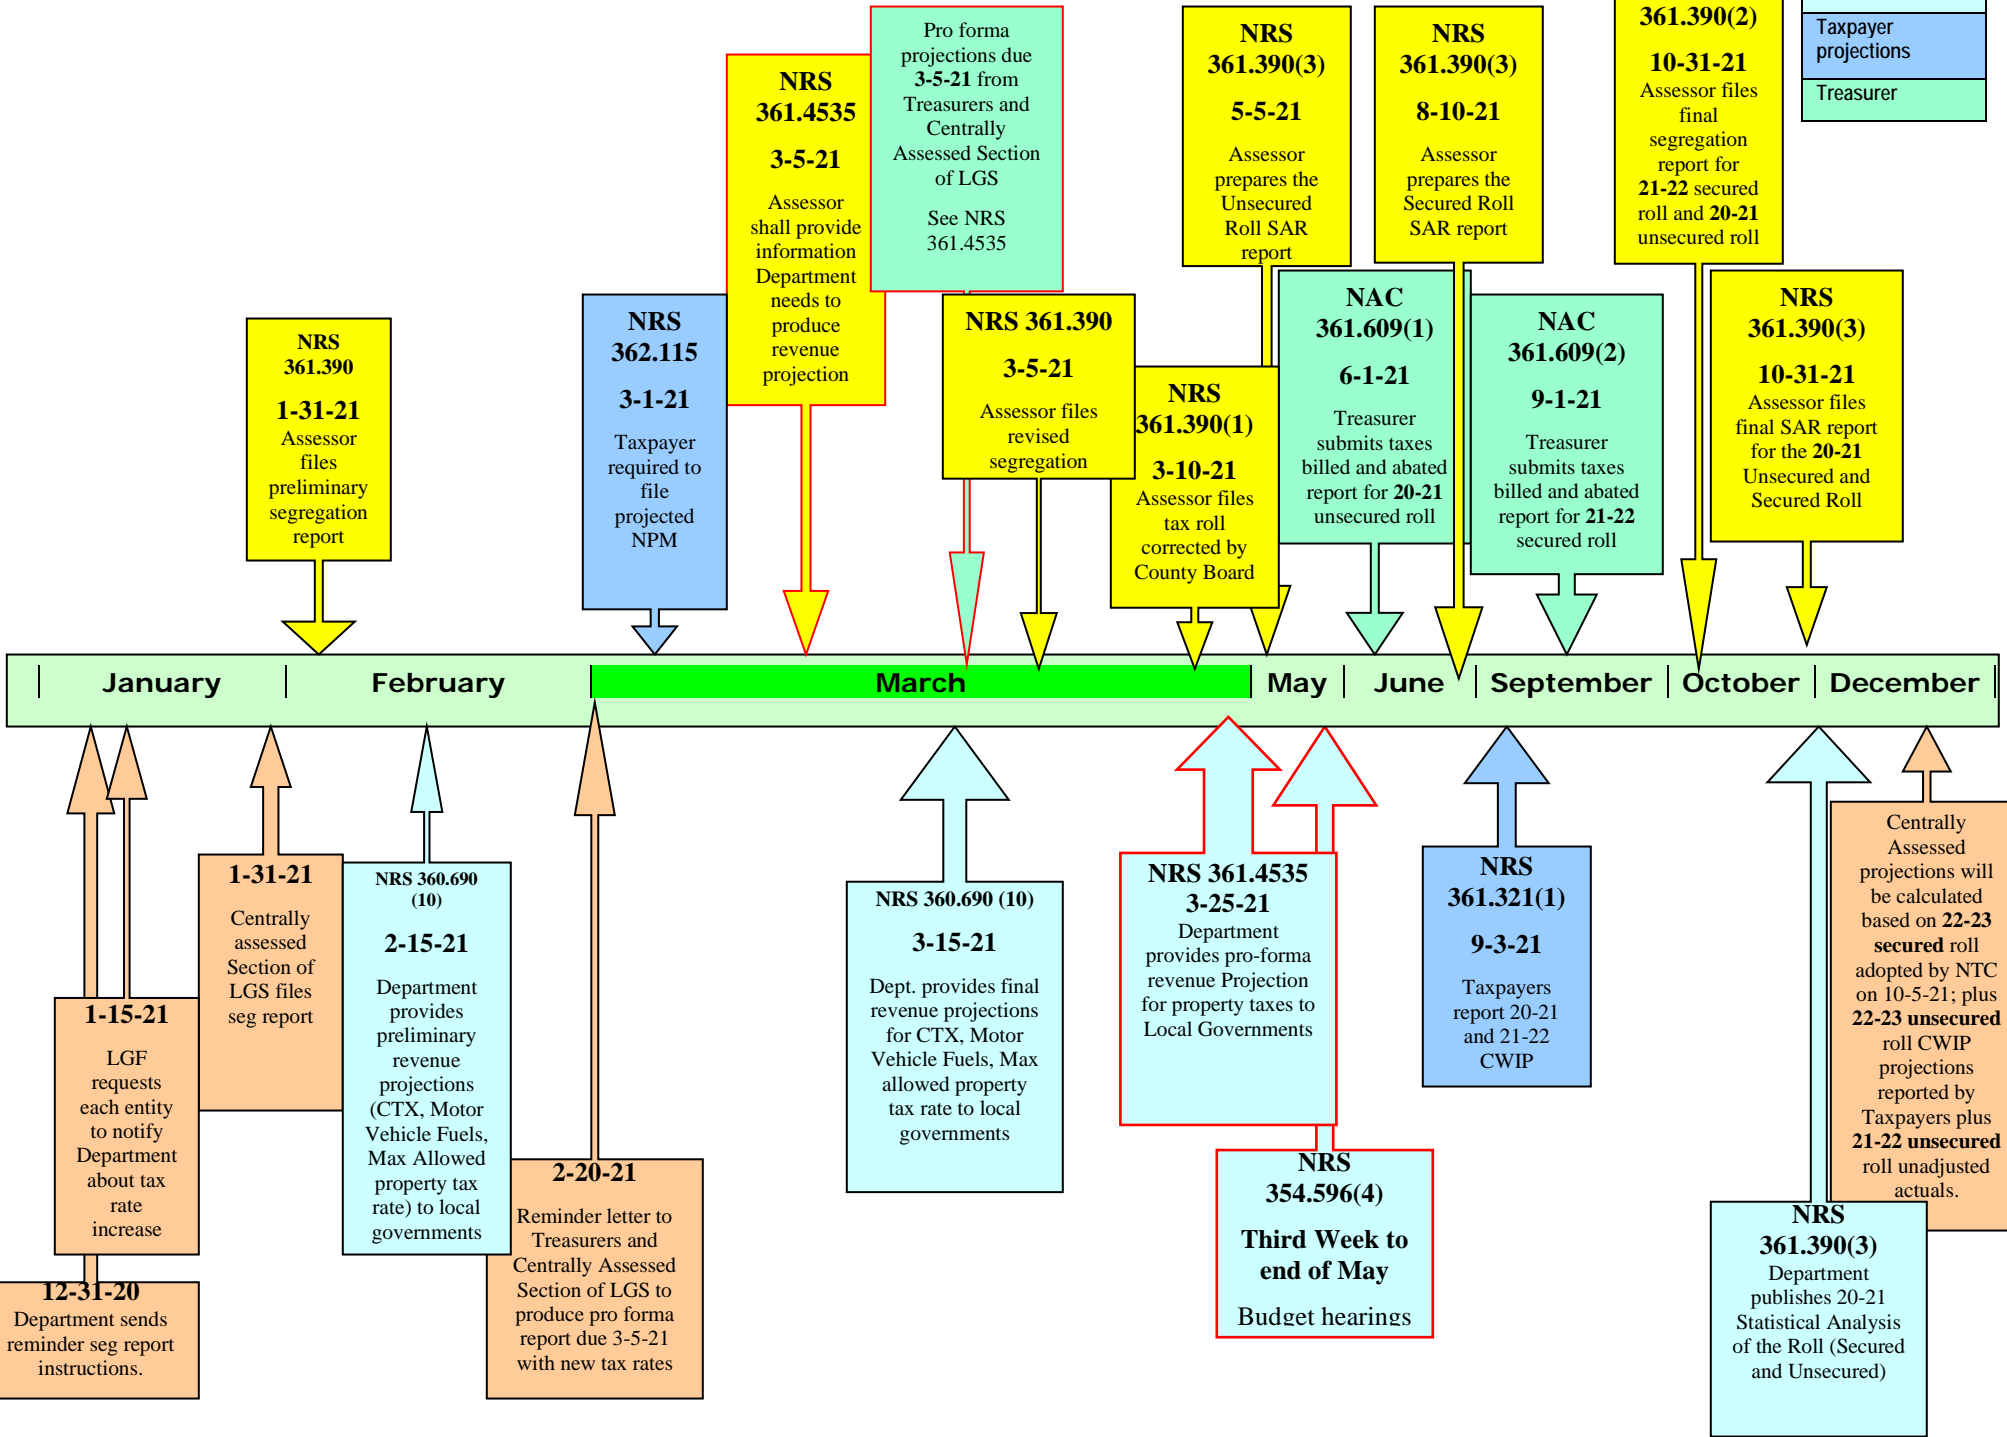 NRS
361.390
1-31-21
Assessor
files
preliminary
segregation
report
NRS
362.115
3-1-21
Taxpayer
required to
file
projected
NPM
NRS
361.4535
3-5-21
Assessor
shall provide
information
Department
needs to
produce
revenue
projection
Pro forma
projections due
3-5-21 from
Treasurers and
Centrally
Assessed Section
of LGS
See NRS
361.4535
NRS 361.390
3-5-21
Assessor files
revised
segregation
NRS
361.390(1)
3-10-21
Assessor files
tax roll
corrected by
County Board
NRS
361.390(3)
5-5-21
Assessor
prepares the
Unsecured
Roll SAR
report
NAC
361.609(1)
6-1-21
Treasurer
submits taxes
billed and abated
report for 20-21
unsecured roll
NRS
361.390(3)
8-10-21
Assessor
prepares the
Secured Roll
SAR report
NAC
361.609(2)
9-1-21
Treasurer
submits taxes
billed and abated
report for 21-22
secured roll
361.390(2)
10-31-21
Assessor files
final
segregation
report for
21-22 secured
roll and 20-21
unsecured roll
NRS
361.390(3)
10-31-21
Assessor files
final SAR report
for the 20-21
Unsecured and
Secured Roll
Taxpayer
projections
Treasurer
January
February
March
May
June
September
October
December
12-31-20
Department sends
reminder seg report
instructions.
1-15-21
LGF
requests
each entity
to notify
Department
about tax
rate
increase
1-31-21
Centrally
assessed
Section of
LGS files
seg report
NRS 360.690
(10)
2-15-21
Department
provides
preliminary
revenue
projections
(CTX, Motor
Vehicle Fuels,
Max Allowed
property tax
rate) to local
governments
2-20-21
Reminder letter to
Treasurers and
Centrally Assessed
Section of LGS to
produce pro forma
report due 3-5-21
with new tax rates
NRS 360.690 (10)
3-15-21
Dept. provides final
revenue projections
for CTX, Motor
Vehicle Fuels, Max
allowed property
tax rate to local
governments
NRS 361.4535
3-25-21
Department
provides pro-forma
revenue Projection
for property taxes to
Local Governments
NRS
354.596(4)
Third Week to
end of May
Budget hearings
NRS
361.321(1)
9-3-21
Taxpayers
report 20-21
and 21-22
CWIP
NRS
361.390(3)
Department
publishes 20-21
Statistical Analysis
of the Roll (Secured
and Unsecured)
Centrally
Assessed
projections will
be calculated
based on 22-23
secured roll
adopted by NTC
on 10-5-21; plus
22-23 unsecured
roll CWIP
projections
reported by
Taxpayers plus
21-22 unsecured
roll unadjusted
actuals.